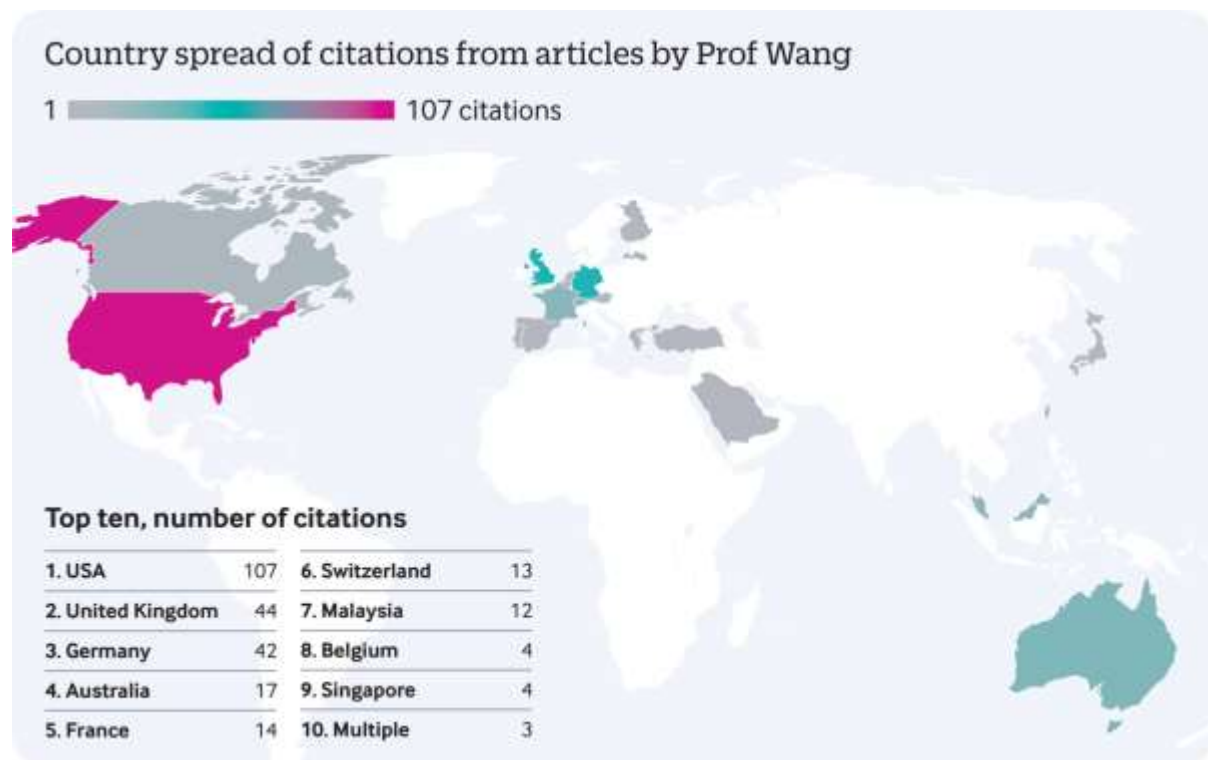 Country spread of citations from articles by Prof Wang
1 107 citations
Top ten, number of citations
1. USA 107
2. United Kingdom 44
3. Germany 42
4. Australia 17
5. France 14
6. Switzerland 13
7. Malaysia 12
8. Belgium 4
9. Singapore 4
10. Multiple 3